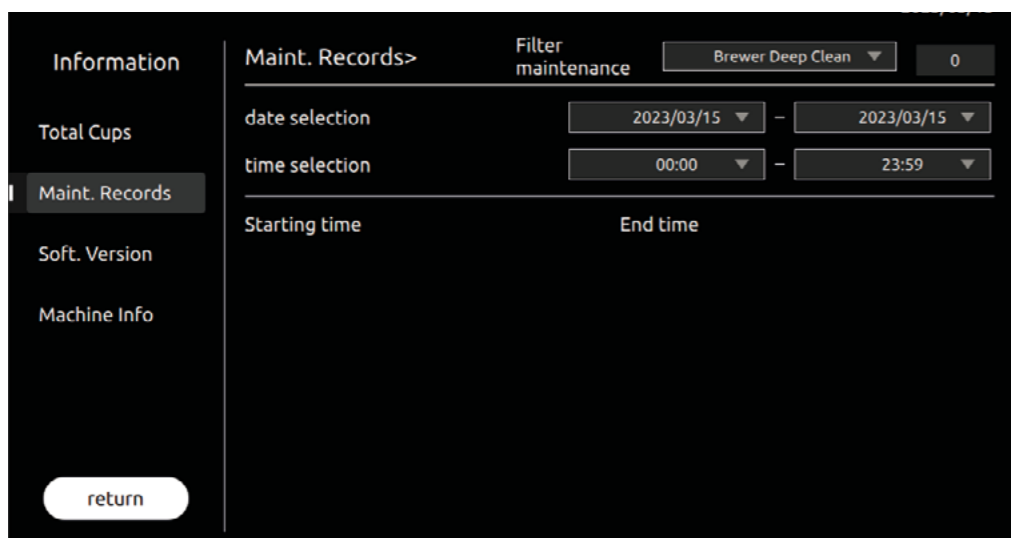 Information
Total Cups
Maint. Records
Soft. Version
Machine Info
return
Maint. Records>
Filter
maintenance
Brewer Deep Clean
0
date selection
2023/03/15 – 2023/03/15
time selection
00:00 – 23:59
Starting time End time